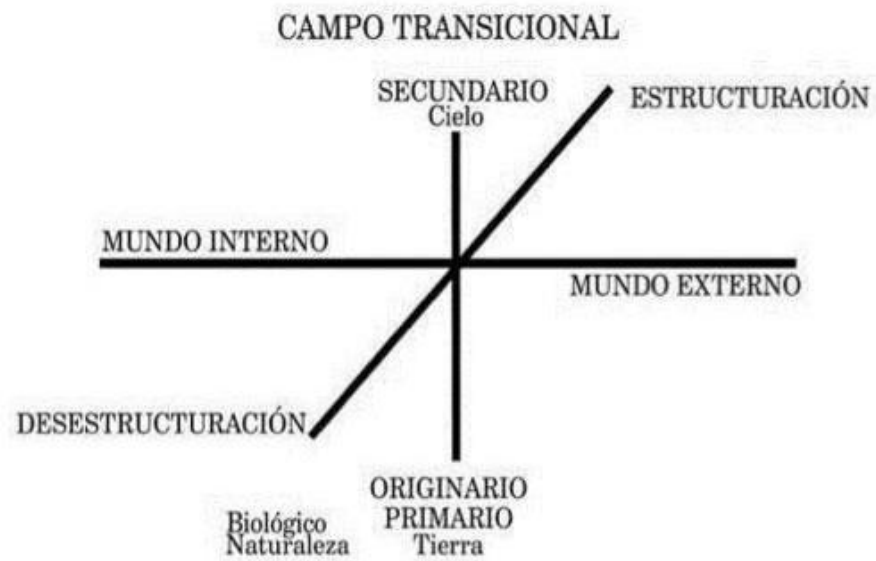 CAMPO TRANSICIONAL
SECUNDARIO
Cielo
ESTRUCTURACIÓN
MUNDO INTERNO
MUNDO EXTERNO
DESESTRUCTURACIÓN
ORIGINARIO
PRIMARIO
Tierra
Biológico
Naturaleza